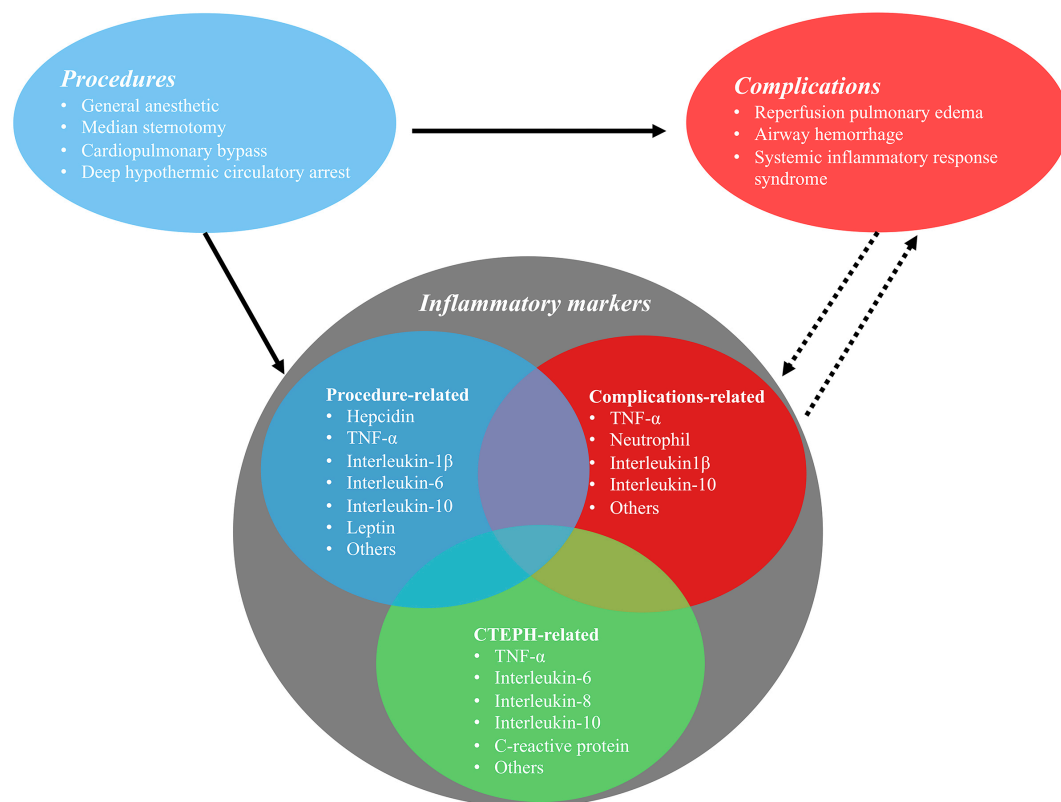 Procedures
• General anesthetic
• Median sternotomy
• Cardiopulmonary bypass
• Deep hypothermic circulatory arrest
Complications
• Reperfusion pulmonary edema
• Airway hemorrhage
• Systemic inflammatory response
syndrome
Inflammatory markers
Procedure-related
• Hepcidin
• TNF-α
• Interleukin-1β
• Interleukin-6
• Interleukin-10
• Leptin
• Others
Complications-related
• TNF-α
• Neutrophil
• Interleukin1β
• Interleukin-10
• Others
CTEPH-related
• TNF-α
• Interleukin-6
• Interleukin-8
• Interleukin-10
• C-reactive protein
• Others